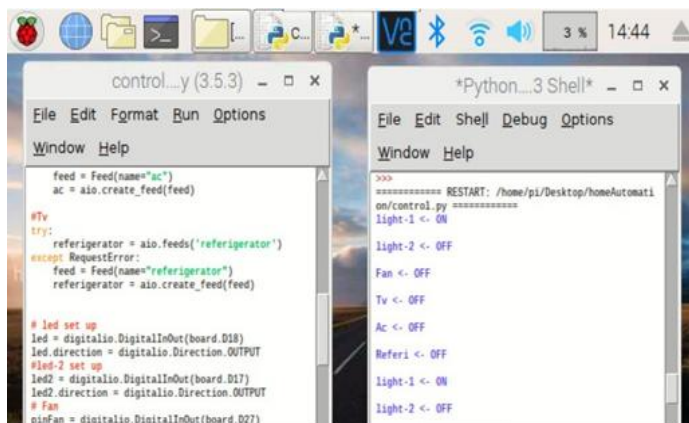 [... c... *... V2 3 % 14:44
control....y (3.5.3)
File Edit Format Run Options
Window Help
feed = Feed(name="ac")
ac = aio.create_feed(feed)
#Tv
try:
referigerator = aio.feeds('referigerator')
except RequestError:
feed = Feed(name="referigerator")
referigerator = aio.create_feed(feed)
# led set up
led = digitalio.DigitalInOut(board.D18)
led.direction = digitalio.Direction.OUTPUT
#led-2 set up
led2 = digitalio.DigitalInOut(board.D17)
led2.direction = digitalio.Direction.OUTPUT
# Fan
pinFan = digitalio.DigitalInOut(board.D27)
*Python....3 Shell*
File Edit Shell Debug Options
Window Help
>>>
============ RESTART: /home/pi/Desktop/homeAutomati
on/control.py ============
light-1 <- ON
light-2 <- OFF
Fan <- OFF
Tv <- OFF
Ac <- OFF
Referi <- OFF
light-1 <- ON
light-2 <- OFF